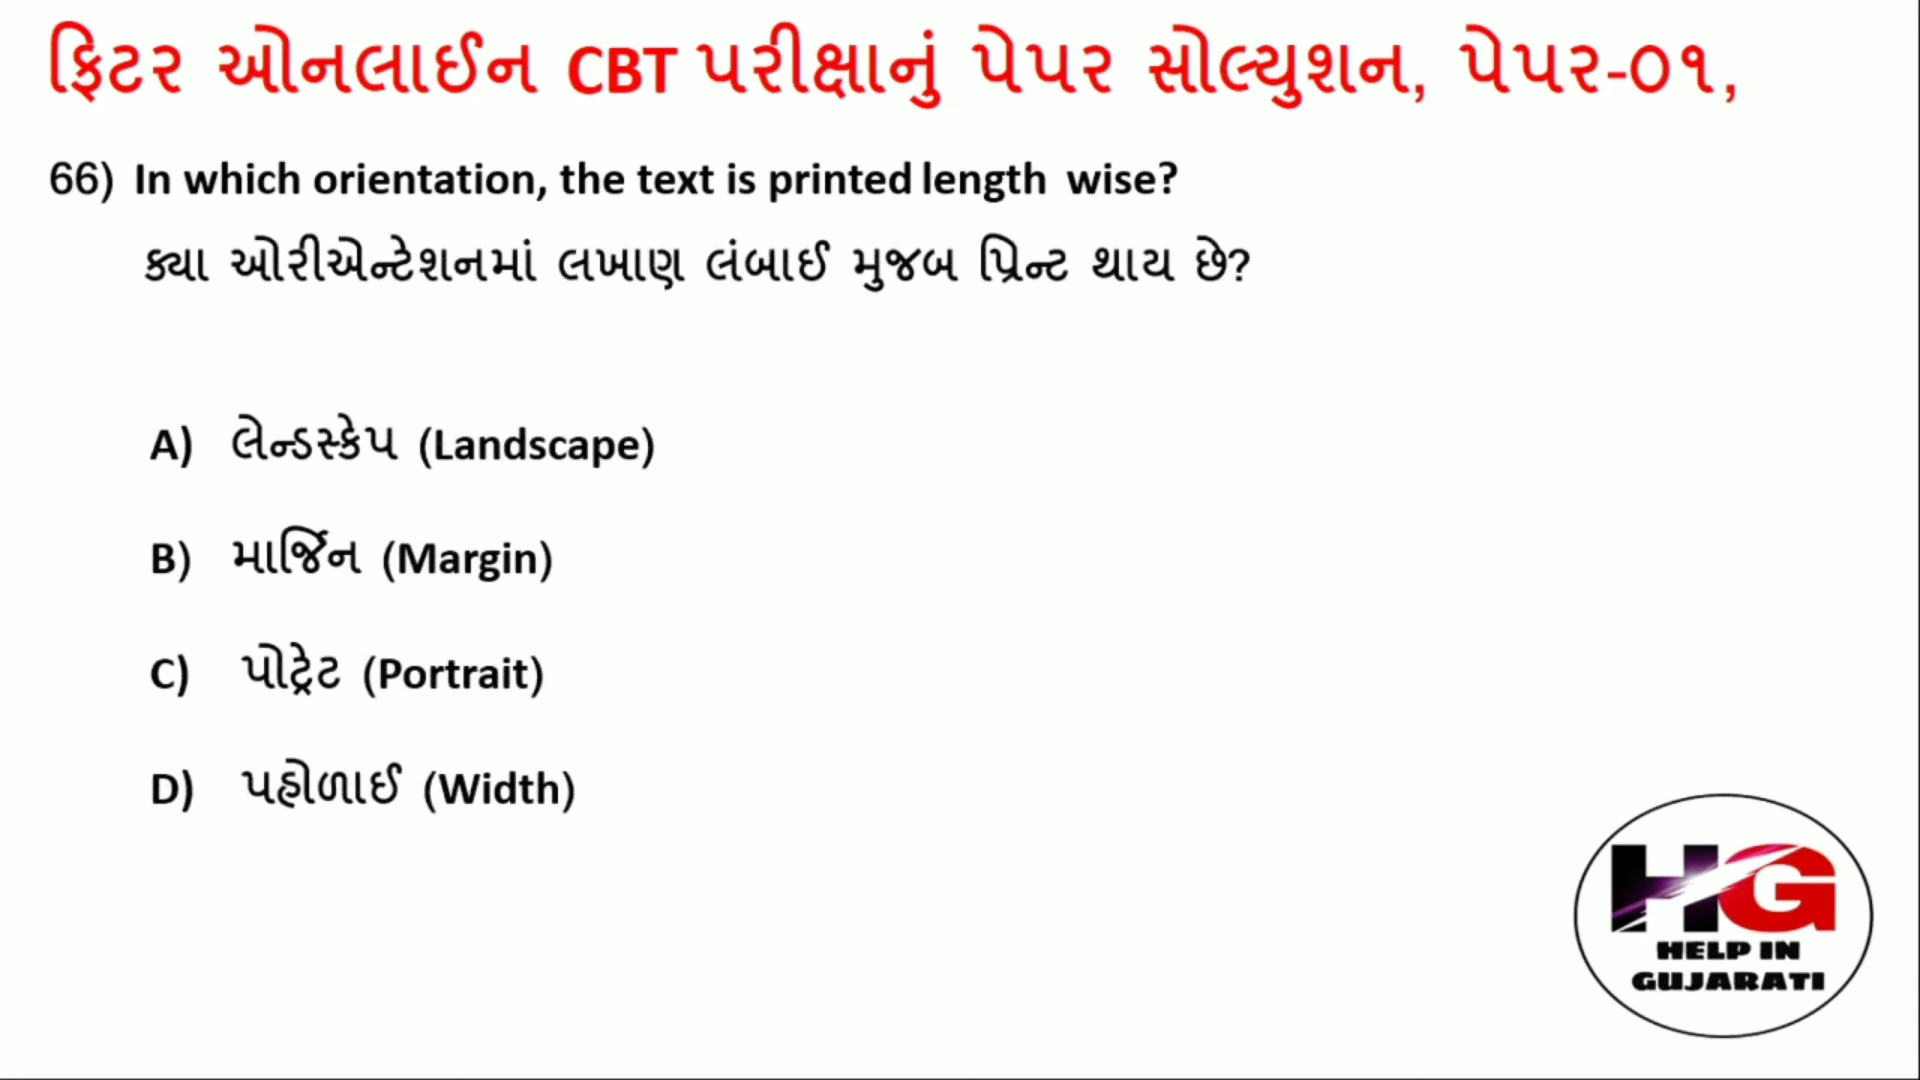 ફિટર ઓનલાઈન CBT પરીક્ષાનું પેપર સોલ્યુશન, પેપર-૦૧,
66) In which orientation, the text is printed length wise?
ક્યા ઓરીએન્ટેશનમાં લખાણ લંબાઈ મુજબ પ્રિન્ટ થાય છે?
A) લેન્ડસ્કેપ (Landscape)
B) માર્જિન (Margin)
C) પોટ્રેટ (Portrait)
D) પહોળાઈ (Width)
HG
HELP IN
GUJARATI